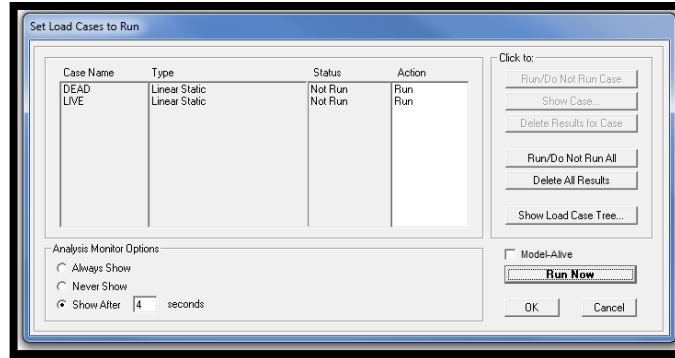 Set Load Cases to Run
Case Name Type Status Action
DEAD Linear Static Not Run Run
LIVE Linear Static Not Run Run
Click to:
Run/Do Not Run Case
Show Case...
Delete Results for Case
Run/Do Not Run All
Delete All Results
Show Load Case Tree...
Analysis Monitor Options
Always Show
Never Show
Show After 4 seconds
Model-Alive
Run Now
OK Cancel